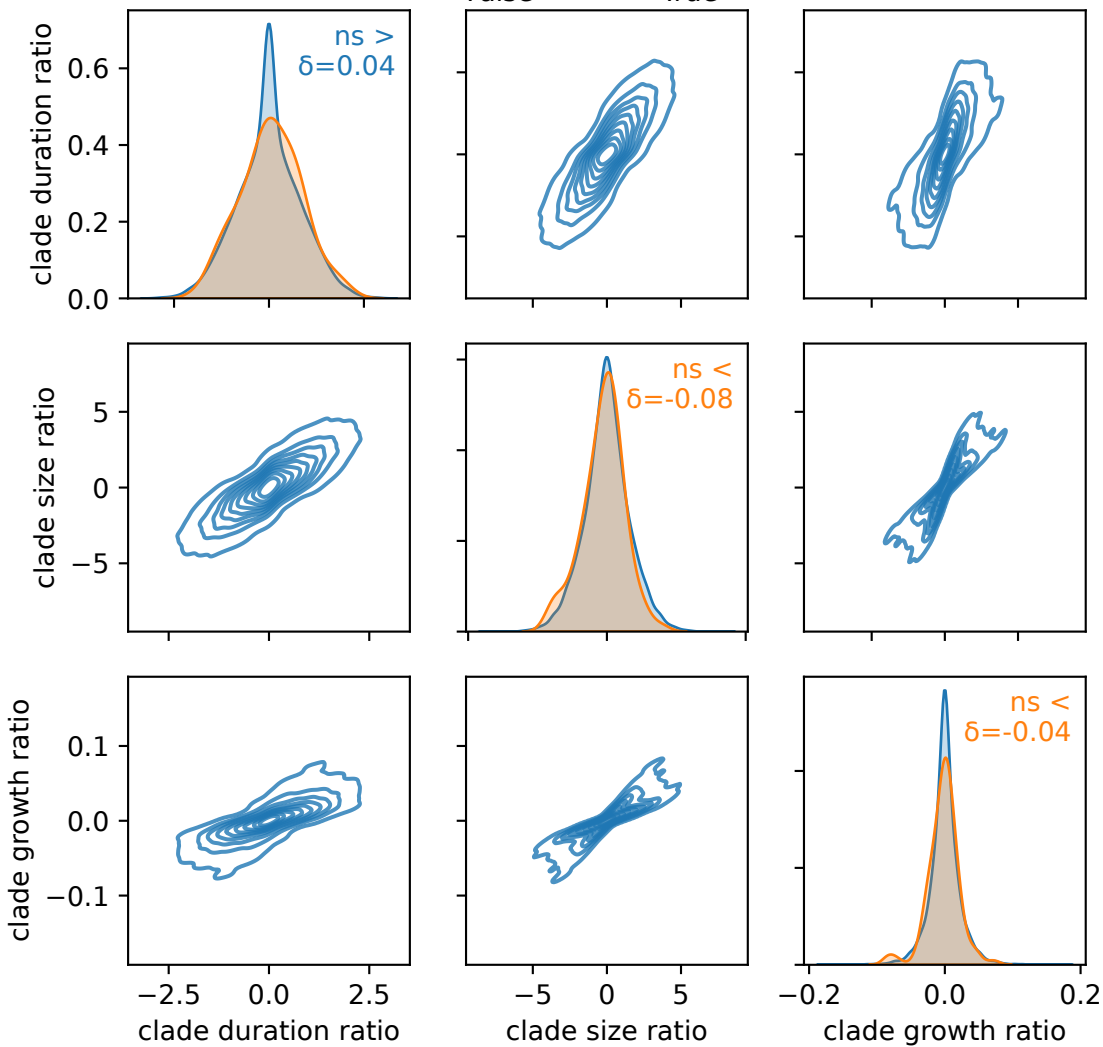 clade duration ratio
0.6
0.4
0.2
0.0
ns >
δ=0.04
clade size ratio
5
0
−5
ns <
δ=-0.08
clade growth ratio
0.1
0.0
−0.1
ns <
δ=-0.04
−2.5 0.0 2.5
−5 0 5
−0.2 0.0 0.2
clade duration ratio
clade size ratio
clade growth ratio